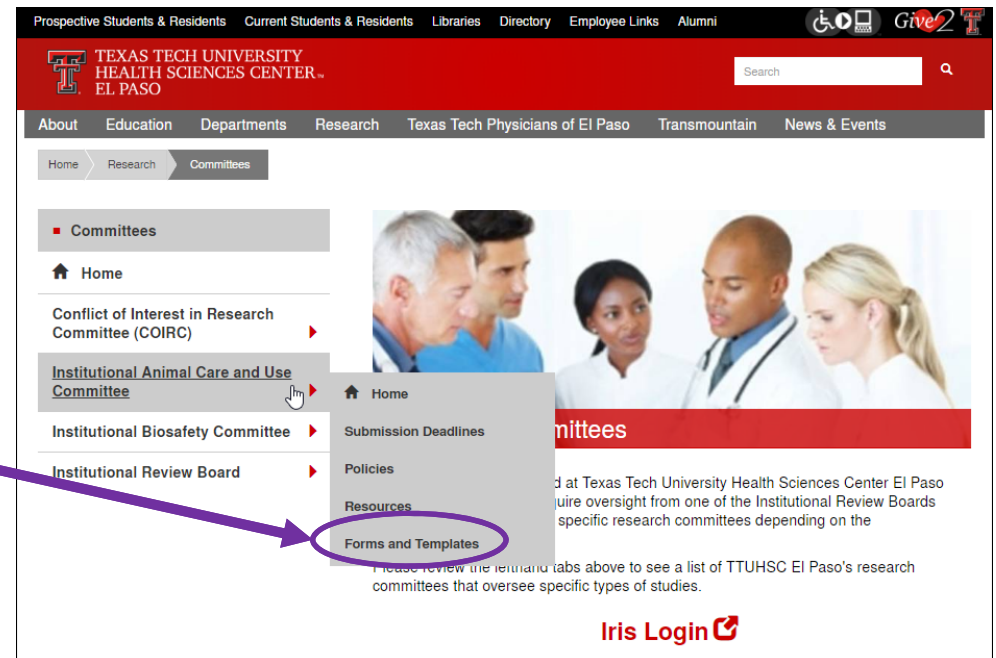 Prospective Students & Residents Current Students & Residents Libraries Directory Employee Links Alumni Give2
TEXAS TECH UNIVERSITY
HEALTH SCIENCES CENTER™
EL PASO
Search
About Education Departments Research Texas Tech Physicians of El Paso Transmountain News & Events
Home Research Committees
Committees
Home
Conflict of Interest in Research
Committee (COIRC)
Institutional Animal Care and Use
Committee
Institutional Biosafety Committee
Institutional Review Board
Home
Submission Deadlines
Policies
Resources
Forms and Templates
mittees
d at Texas Tech University Health Sciences Center El Paso
uire oversight from one of the Institutional Review Boards
specific research committees depending on the
Please review the lefthand tabs above to see a list of TTUHSC El Paso's research
committees that oversee specific types of studies.
Iris Login